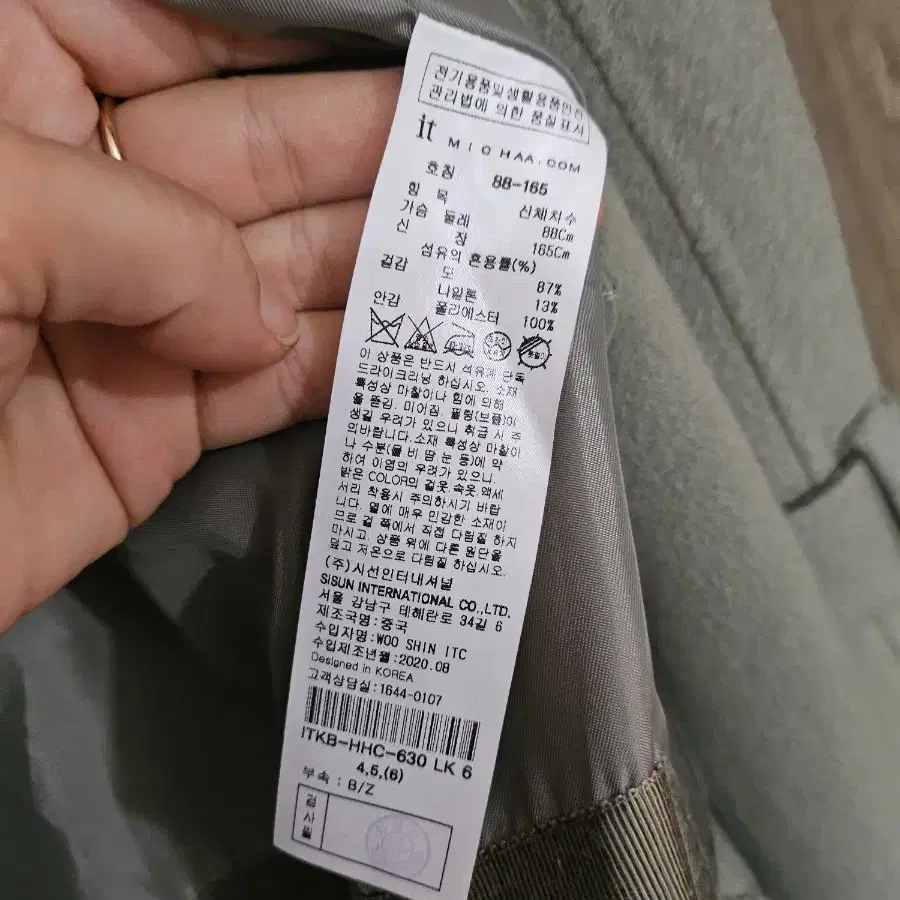 전기용품및생활용품안전
관리법에 의한 품질표시
it MICHAA.COM
호칭 88-165
항 목 신체치수
가슴 둘레 88Cm
신 장 165Cm
섬유의 혼용률(%)
겉감 모 87%
나일론 13%
안감 폴리에스터 100%
이 상품은 반드시 석유계 단독
드라이크리닝 하십시오. 소재
특성상 마찰이나 힘에 의해
올 뜯김, 미어짐, 필링(보플)이
생길 우려가 있으니 취급 시 주
의바랍니다. 소재 특성상 마찰이
나 수분(물 비 땀 눈 등)에 약
하여 이염의 우려가 있으니
밝은 COLOR의 겉옷, 속옷, 액세
서리 착용시 주의하시기 바랍
니다. 열에 매우 민감한 소재이
므로 겉 쪽에서 직접 다림질 하지
마시고, 상품 위에 다른 원단을
덮고 저온으로 다림질 하십시오.
(주)시선인터내셔널
SISUN INTERNATIONAL CO.,LTD.
서울 강남구 테헤란로 34길 6
제조국명:중국
수입자명:WOO SHIN ITC
수입제조년월:2020.08
Designed in KOREA
고객상담실:1644-0107
ITKB-HHC-630 LK 6
4,5,(6)
부속 : B/Z
검
사
필